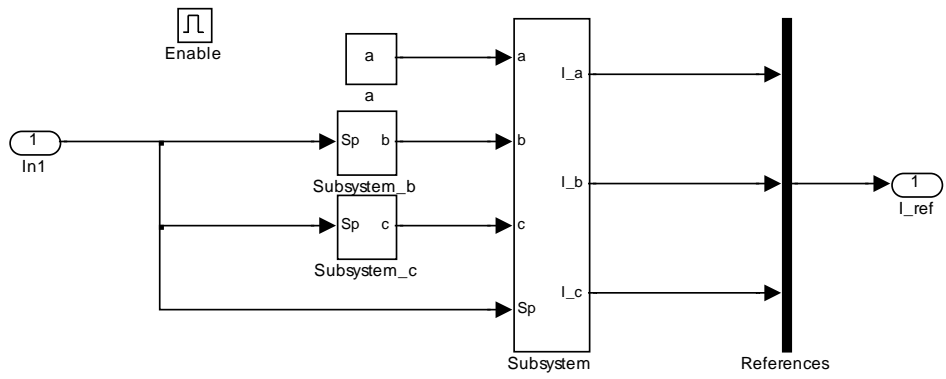 Enable
a
a
1
In1
Sp b
Subsystem_b
Sp c
Subsystem_c
a
b
c
Sp
I_a
I_b
I_c
Subsystem
References
1
I_ref